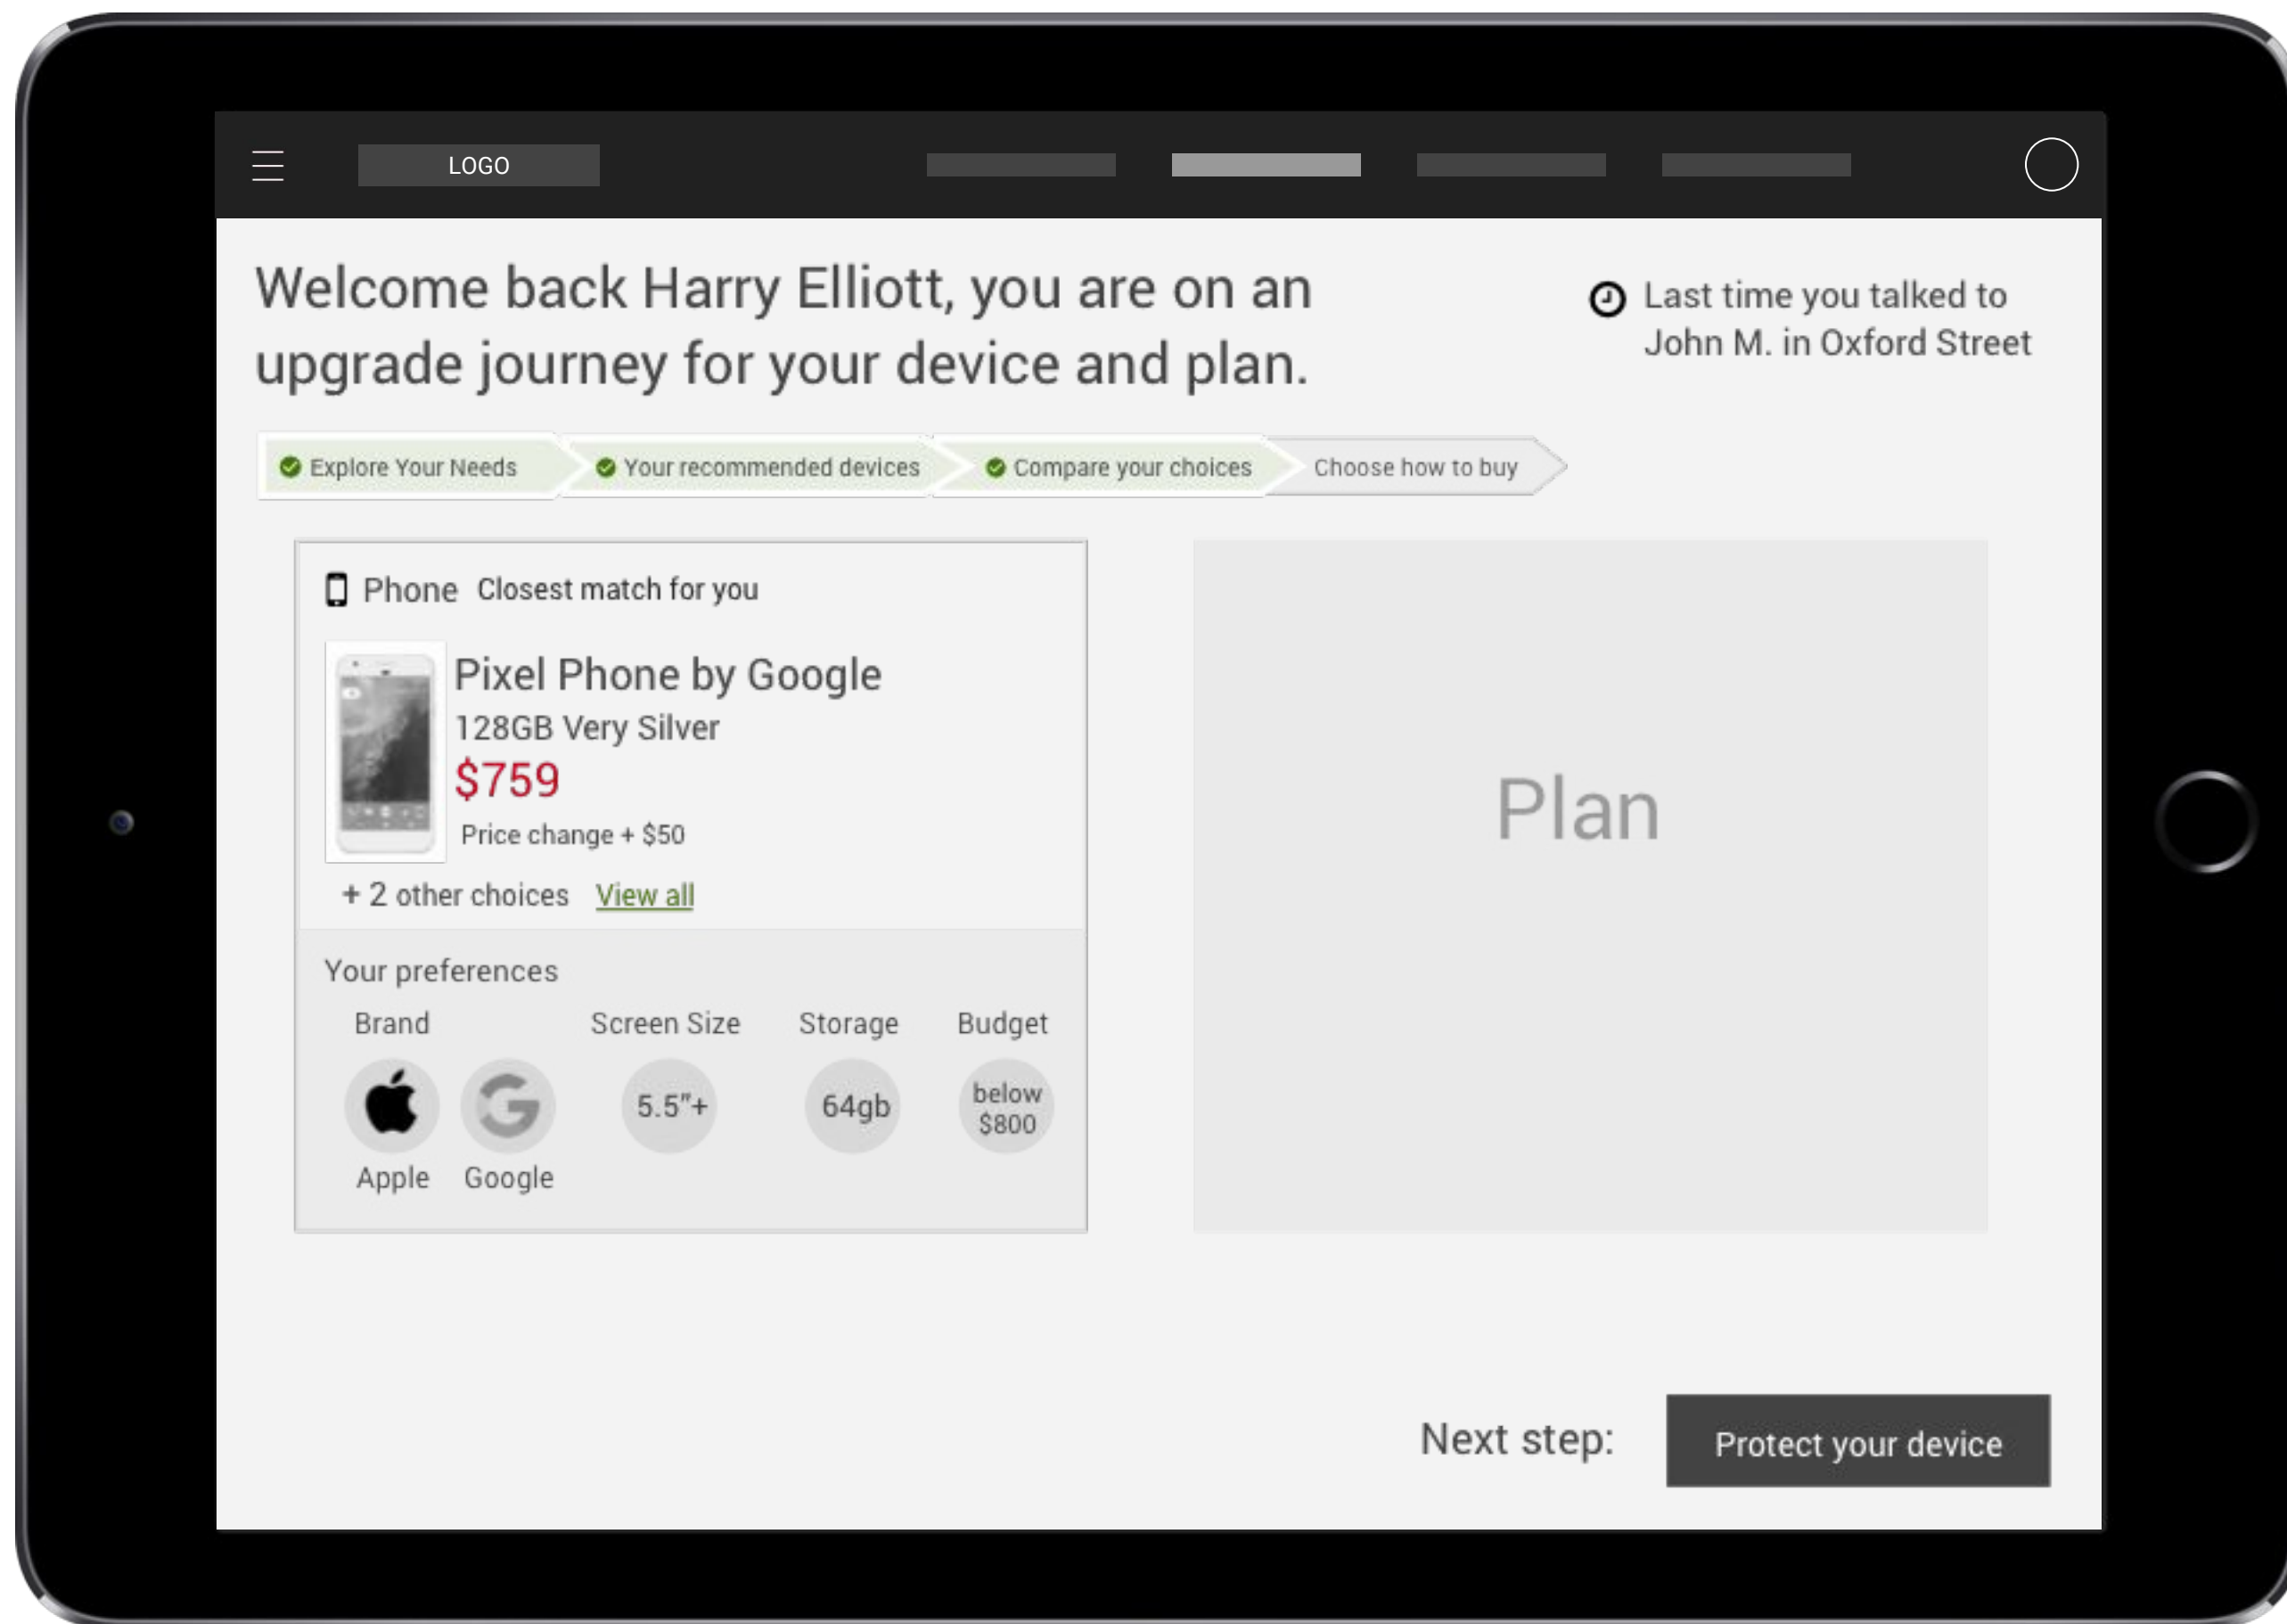 LOGO
Welcome back Harry Elliott, you are on an
upgrade journey for your device and plan.
Last time you talked to
John M. in Oxford Street
Explore Your Needs
Your recommended devices
Compare your choices
Choose how to buy
Phone Closest match for you
Pixel Phone by Google
128GB Very Silver
$759
Price change + $50
+ 2 other choices View all
Plan
Your preferences
Brand
Screen Size
Storage
Budget
G
5.5"+
64gb
below
$800
Apple
Google
Next step:
Protect your device